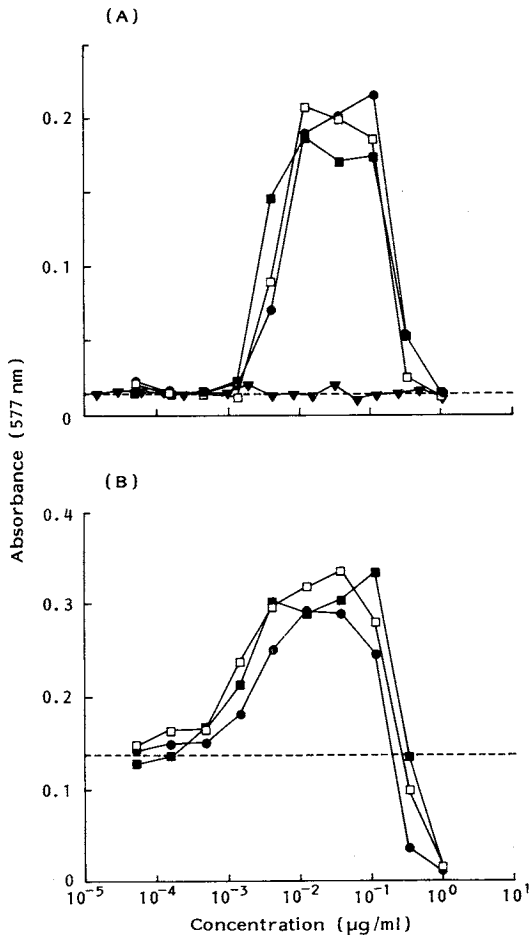 (A)
0.2
0.1
0
Absorbance (577 nm)
(B)
0.4
0.3
0.2
0.1
0
10⁻⁵ 10⁻⁴ 10⁻³ 10⁻² 10⁻¹ 10⁰ 10¹
Concentration (µg/ml)